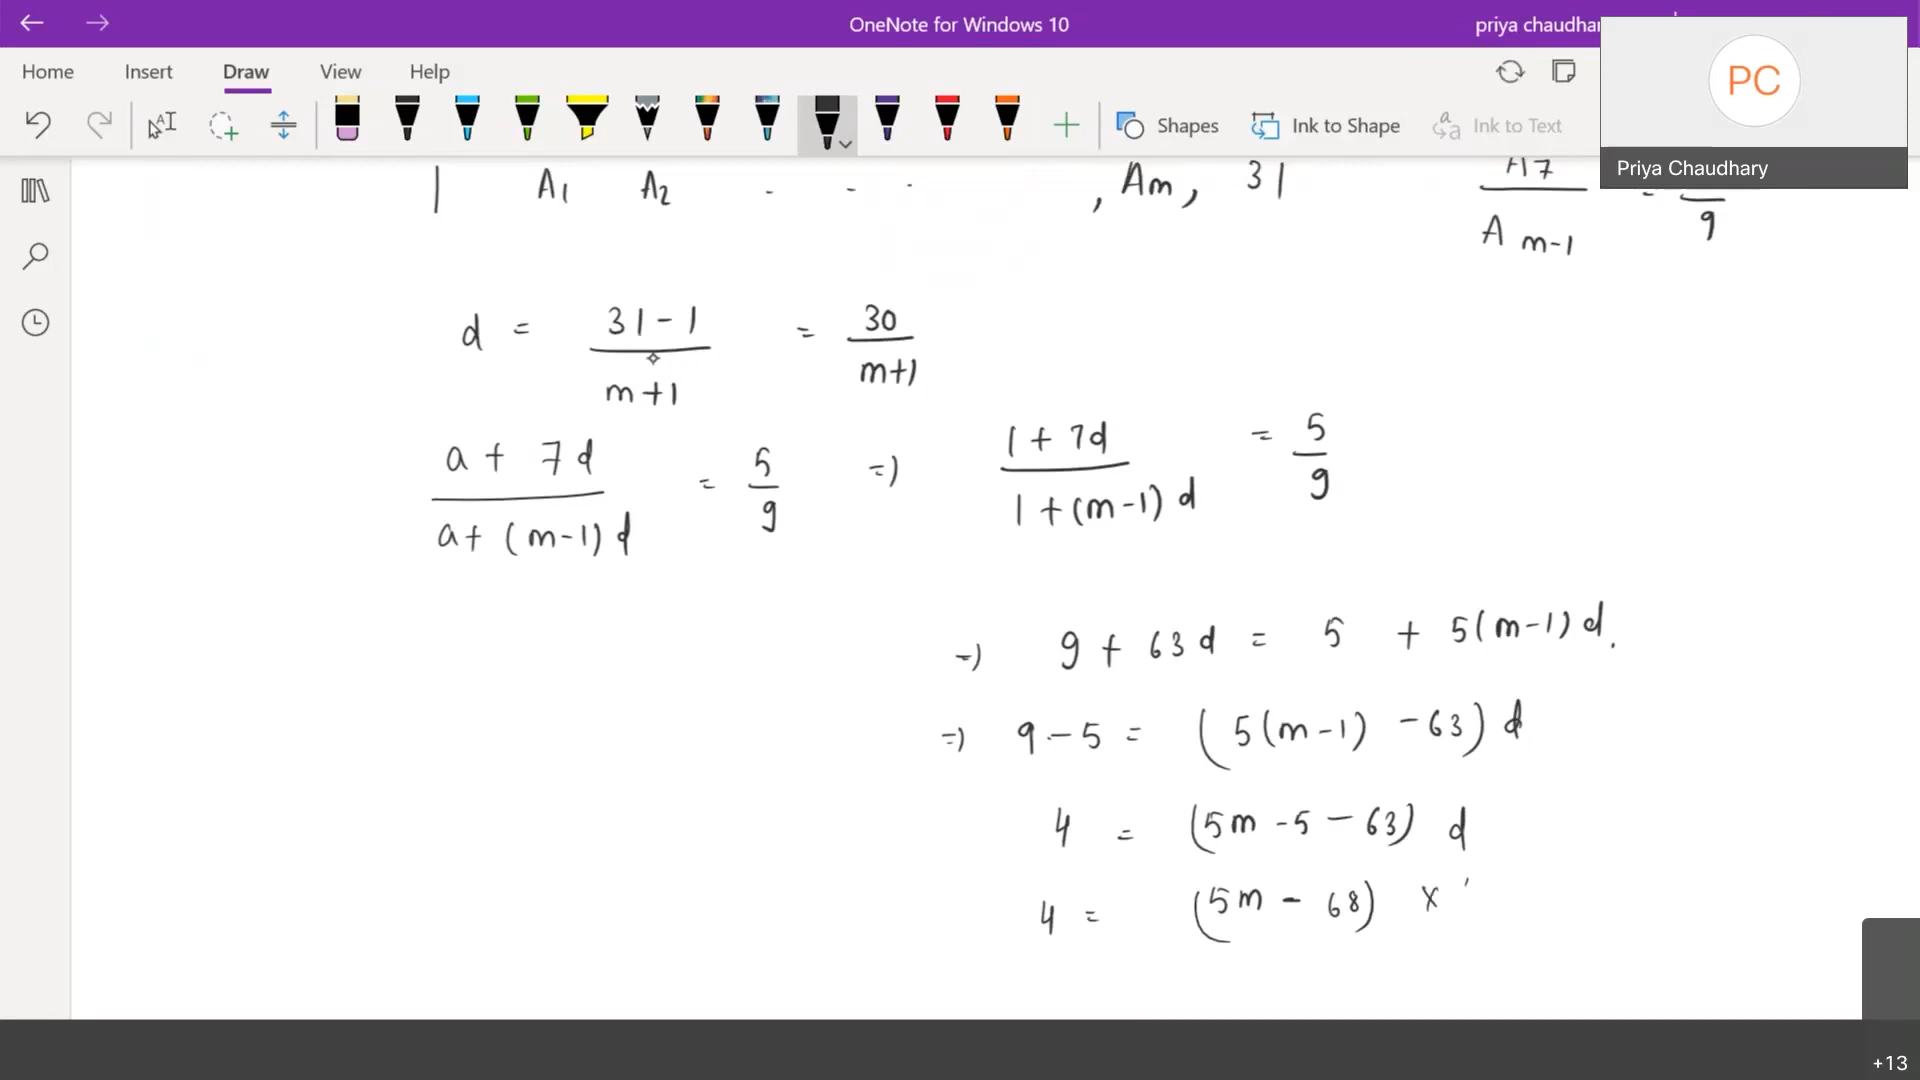 OneNote for Windows 10
priya chaudhar
PC
Priya Chaudhary
Home Insert Draw View Help
Shapes Ink to Shape Ink to Text
1 A1 A2 - - . , Am, 31
A7 / A m-1 = / 9
d = 31-1 / m+1 = 30 / m+1
a + 7d / a + (m-1) d = 5 / 9 => 1 + 7d / 1 + (m-1) d = 5 / 9
=> 9 + 63d = 5 + 5(m-1) d.
=> 9 - 5 = (5(m-1) - 63) d
4 = (5m - 5 - 63) d
4 = (5m - 68) x
+13